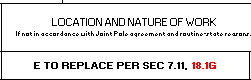 LOCATION AND NATURE OF WORK
If not in accordance with Joint Pole agreement and routine-state reasons.
E TO REPLACE PER SEC 7.11, 18.1G